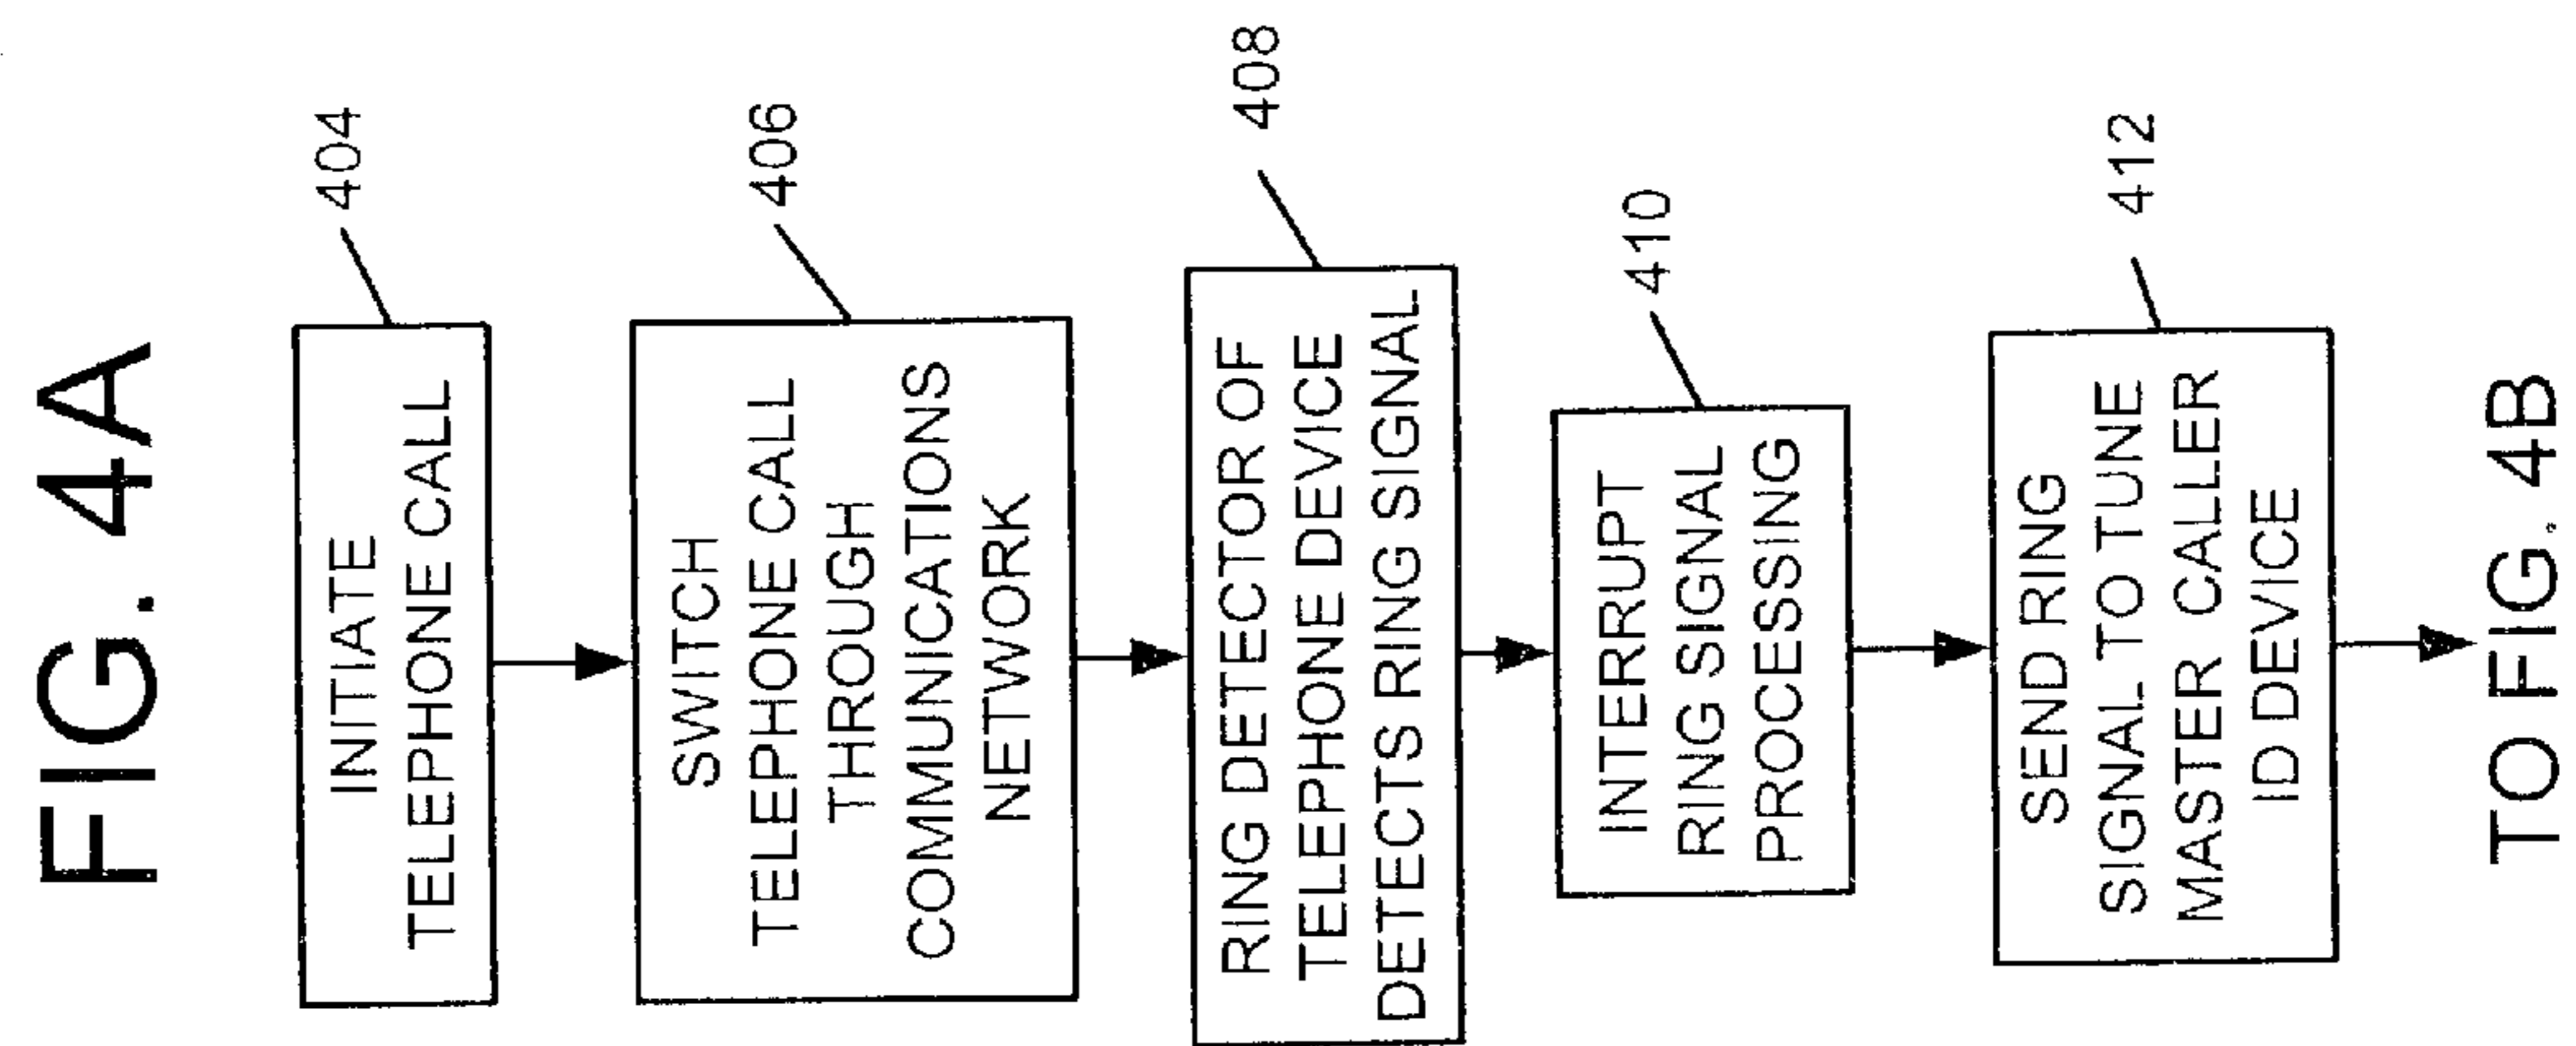 FIG. 4A
404
INITIATE
TELEPHONE CALL
406
SWITCH
TELEPHONE CALL
THROUGH
COMMUNICATIONS
NETWORK
408
RING DETECTOR OF
TELEPHONE DEVICE
DETECTS RING SIGNAL
410
INTERRUPT
RING SIGNAL
PROCESSING
412
SEND RING
SIGNAL TO TUNE
MASTER CALLER
ID DEVICE
TO FIG. 4B